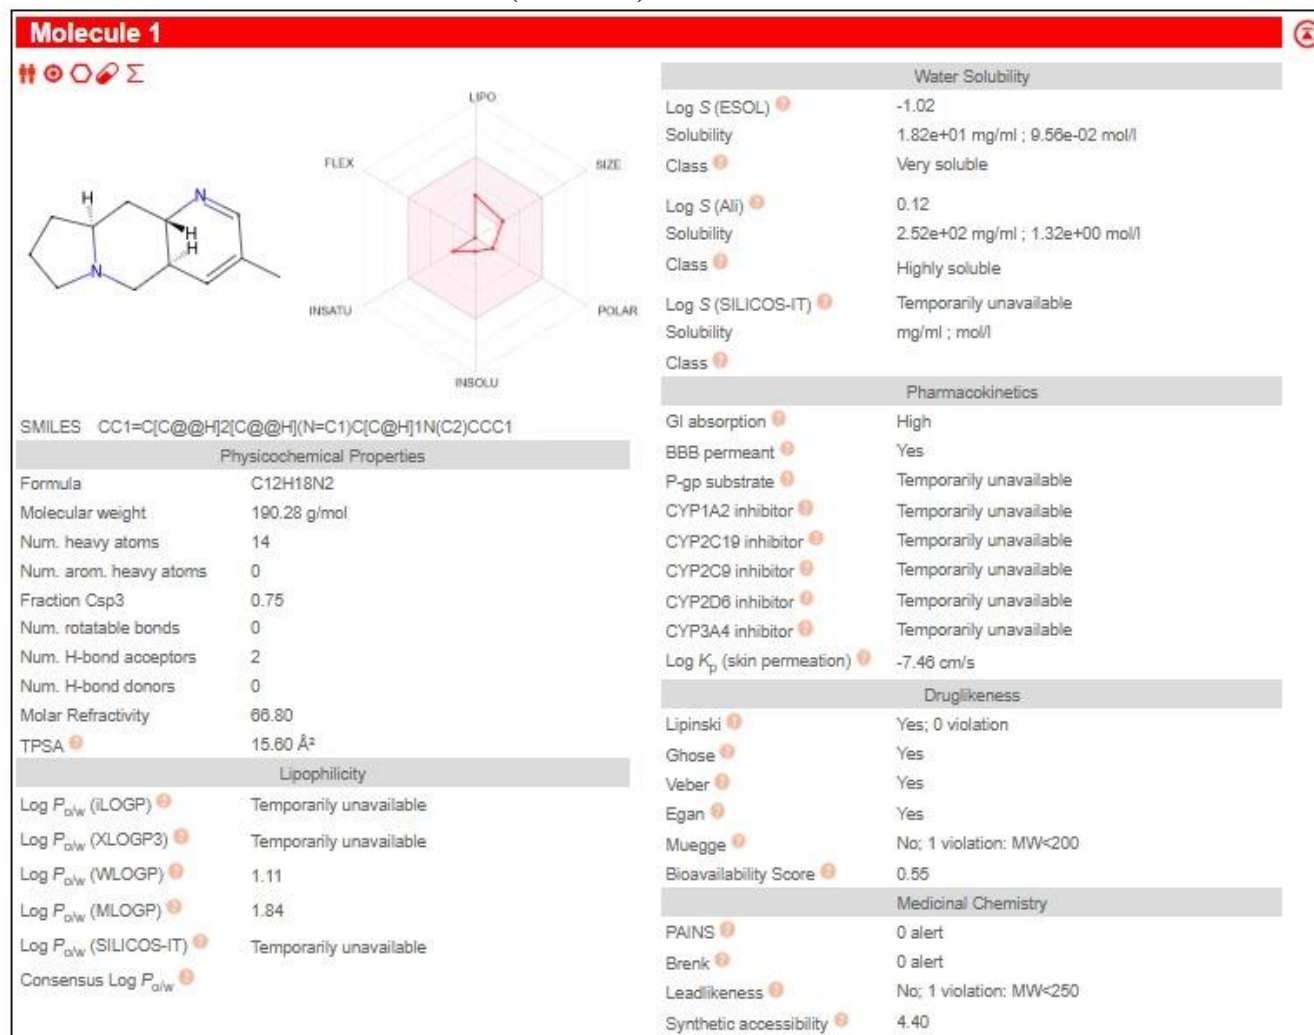 Molecule 1
LIPO
FLEX
SIZE
INSATU
POLAR
INSOLU
H
N
H
H
N
SMILES CC1=C[C@@H]2[C@@H](N=C1)C[C@H]1N(C2)CCC1
Physicochemical Properties
Formula C12H18N2
Molecular weight 190.28 g/mol
Num. heavy atoms 14
Num. arom. heavy atoms 0
Fraction Csp3 0.75
Num. rotatable bonds 0
Num. H-bond acceptors 2
Num. H-bond donors 0
Molar Refractivity 66.80
TPSA ? 15.60 Å²
Lipophilicity
Log Po/w (iLOGP) ? Temporarily unavailable
Log Po/w (XLOGP3) ? Temporarily unavailable
Log Po/w (WLOGP) ? 1.11
Log Po/w (MLOGP) ? 1.84
Log Po/w (SILICOS-IT) ? Temporarily unavailable
Consensus Log Po/w ?
Water Solubility
Log S (ESOL) ? -1.02
Solubility 1.82e+01 mg/ml ; 9.56e-02 mol/l
Class ? Very soluble
Log S (Ali) ? 0.12
Solubility 2.52e+02 mg/ml ; 1.32e+00 mol/l
Class ? Highly soluble
Log S (SILICOS-IT) ? Temporarily unavailable
Solubility mg/ml ; mol/l
Class ?
Pharmacokinetics
GI absorption ? High
BBB permeant ? Yes
P-gp substrate ? Temporarily unavailable
CYP1A2 inhibitor ? Temporarily unavailable
CYP2C19 inhibitor ? Temporarily unavailable
CYP2C9 inhibitor ? Temporarily unavailable
CYP2D6 inhibitor ? Temporarily unavailable
CYP3A4 inhibitor ? Temporarily unavailable
Log Kp (skin permeation) ? -7.46 cm/s
Druglikeness
Lipinski ? Yes; 0 violation
Ghose ? Yes
Veber ? Yes
Egan ? Yes
Muegge ? No; 1 violation: MW<200
Bioavailability Score ? 0.55
Medicinal Chemistry
PAINS ? 0 alert
Brenk ? 0 alert
Leadlikeness ? No; 1 violation: MW<250
Synthetic accessibility ? 4.40